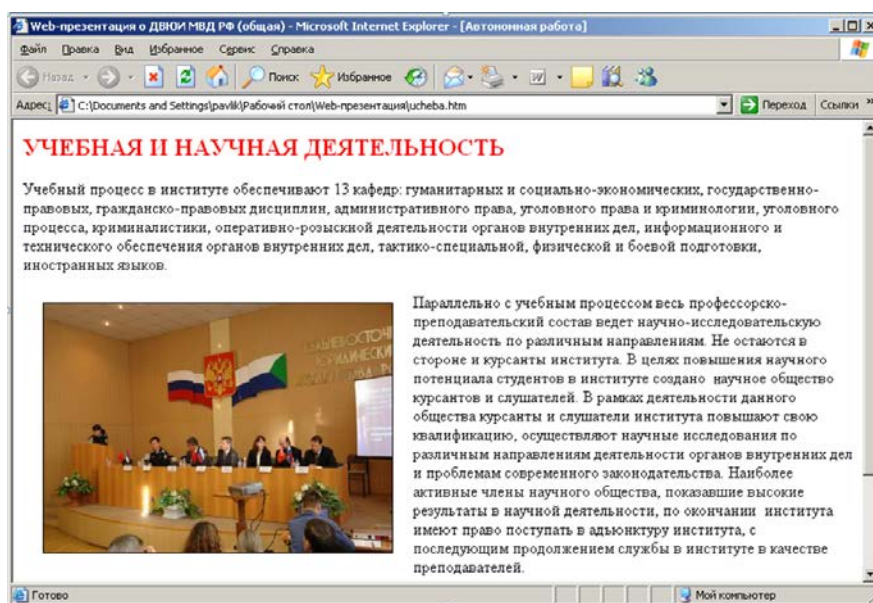 Web-презентация о ДВЮИ МВД РФ (общая) - Microsoft Internet Explorer - [Автономная работа]
Файл Правка Вид Избранное Сервис Справка
Назад Поиск Избранное
Адрес: C:\Documents and Settings\pavlik\Рабочий стол\Web-презентация\ucheba.htm Переход Ссылки »
УЧЕБНАЯ И НАУЧНАЯ ДЕЯТЕЛЬНОСТЬ
Учебный процесс в институте обеспечивают 13 кафедр: гуманитарных и социально-экономических, государственно-
правовых, гражданско-правовых дисциплин, административного права, уголовного права и криминологии, уголовного
процесса, криминалистики, оперативно-розыскной деятельности органов внутренних дел, информационного и
технического обеспечения органов внутренних дел, тактико-специальной, физической и боевой подготовки,
иностранных языков.
ДАЛЬНЕВОСТОЧН
ЮРИДИЧЕСКИ
Параллельно с учебным процессом весь профессорско-
преподавательский состав ведет научно-исследовательскую
деятельность по различным направлениям. Не остаются в
стороне и курсанты института. В целях повышения научного
потенциала студентов в институте создано научное общество
курсантов и слушателей. В рамках деятельности данного
общества курсанты и слушатели института повышают свою
квалификацию, осуществляют научные исследования по
различным направлениям деятельности органов внутренних дел
и проблемам современного законодательства. Наиболее
активные члены научного общества, показавшие высокие
результаты в научной деятельности, по окончании института
имеют право поступать в адъюнктуру института, с
последующим продолжением службы в институте в качестве
преподавателей.
Готово Мой компьютер